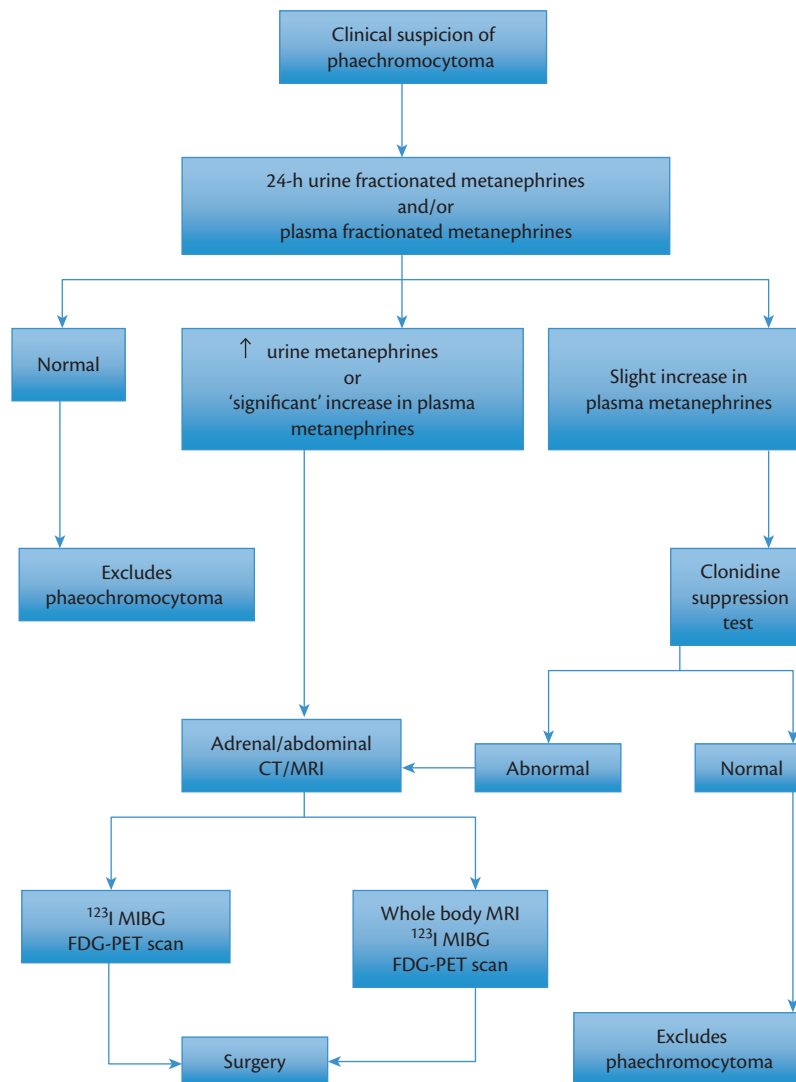 Clinical suspicion of
phaechromocytoma
24-h urine fractionated metanephrines
and/or
plasma fractionated metanephrines
Normal
↑ urine metanephrines
or
‘significant’ increase in plasma
metanephrines
Slight increase in
plasma metanephrines
Excludes
phaeochromocytoma
Clonidine
suppression
test
Adrenal/abdominal
CT/MRI
Abnormal
Normal
¹²³I MIBG
FDG-PET scan
Whole body MRI
¹²³I MIBG
FDG-PET scan
Surgery
Excludes
phaechromocytoma